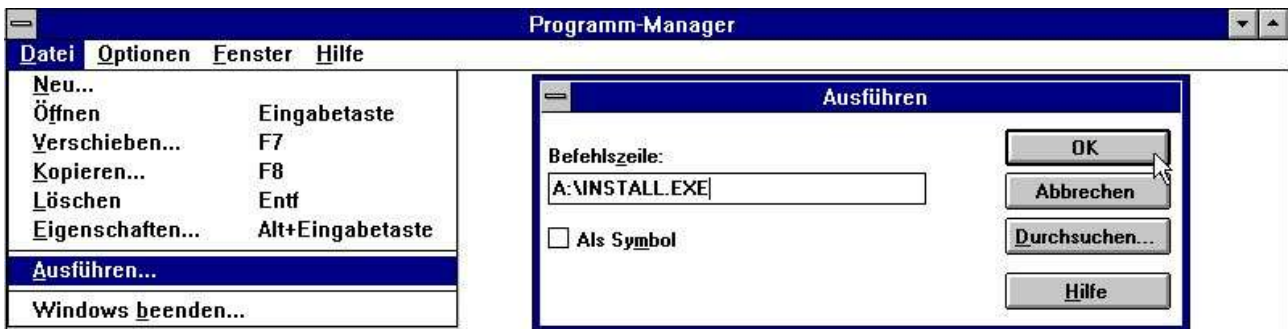 Programm-Manager
Datei Optionen Fenster Hilfe
Neu...
Öffnen Eingabetaste
Verschieben... F7
Kopieren... F8
Löschen Entf
Eigenschaften... Alt+Eingabetaste
Ausführen...
Windows beenden...
Ausführen
Befehlszeile:
A:\INSTALL.EXE
Als Symbol
OK
Abbrechen
Durchsuchen...
Hilfe